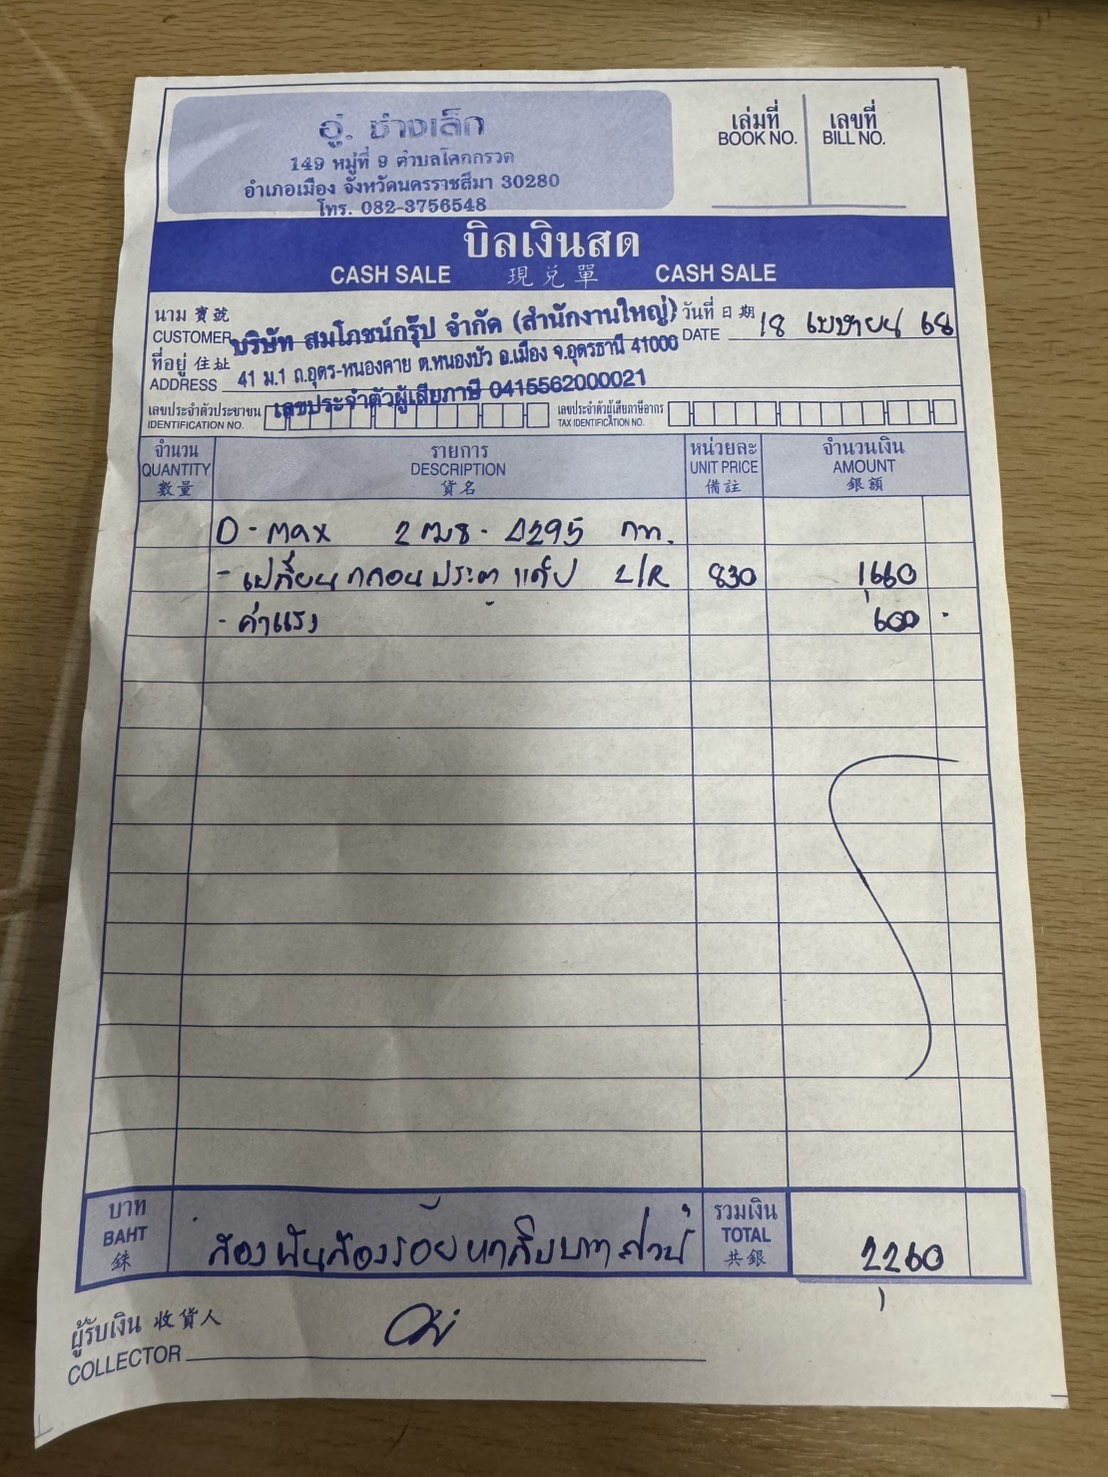 อู่. ช่างเล็ก
149 หมู่ที่ 9 ตำบลโคกกรวด
อำเภอเมือง จังหวัดนครราชสีมา 30280
โทร. 082-3756548
เล่มที่ เลขที่
BOOK NO. BILL NO.
บิลเงินสด
CASH SALE 現兌單 CASH SALE
นาม 寶號
CUSTOMER บริษัท สมโภชน์กรุ๊ป จำกัด (สำนักงานใหญ่)
วันที่ 日期
DATE 18 เมษายน 68
ที่อยู่ 住址
ADDRESS 41 ม.1 ถ.อุดร-หนองคาย ต.หนองบัว อ.เมือง จ.อุดรธานี 41000
เลขประจำตัวผู้เสียภาษี 0415562000021
เลขประจำตัวประชาชน
IDENTIFICATION NO.
เลขประจำตัวผู้เสียภาษีอากร
TAX IDENTIFICATION NO.
จำนวน รายการ หน่วยละ จำนวนเงิน
QUANTITY DESCRIPTION UNIT PRICE AMOUNT
數量 貨名 備註 銀額
D-max 2ฒธ- 4295 กท.
- เปลี่ยนกลอนประตูแค๊ป L/R 830 1,660
- ค่าแรง 600 -
บาท
BAHT
銖
สองพันสองร้อยหกสิบบาทถ้วน
รวมเงิน
TOTAL
共銀
2,260
ผู้รับเงิน 收貨人
COLLECTOR